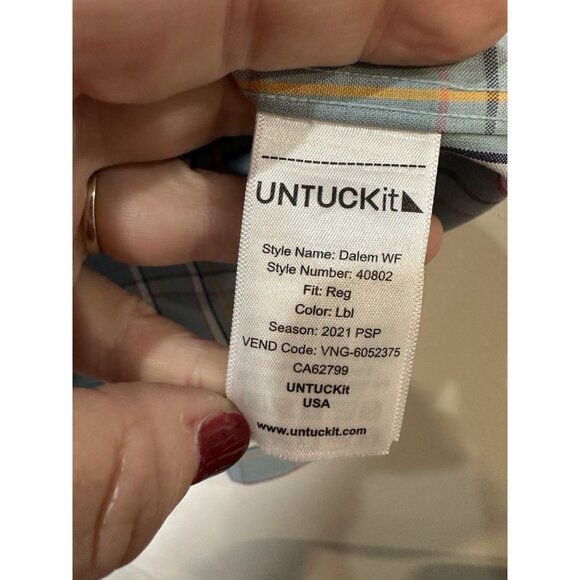 UNTUCKit
Style Name: Dalem WF
Style Number: 40802
Fit: Reg
Color: Lbl
Season: 2021 PSP
VEND Code: VNG-6052375
CA62799
UNTUCKit
USA
www.untuckit.com